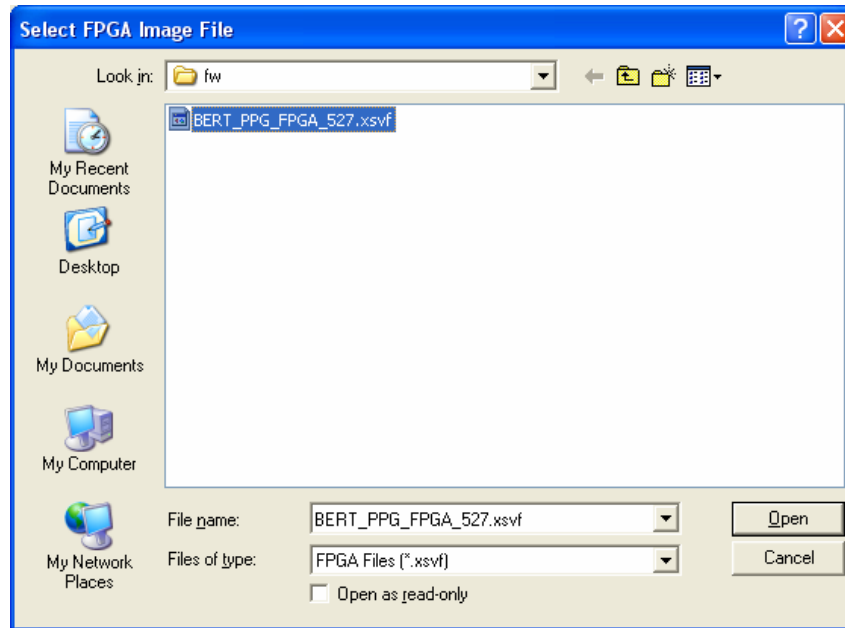 Select FPGA Image File
Look in:
fw
BERT_PPG_FPGA_527.xsvf
My Recent
Documents
Desktop
My Documents
My Computer
My Network
Places
File name:
BERT_PPG_FPGA_527.xsvf
Open
Files of type:
FPGA Files (*.xsvf)
Cancel
Open as read-only